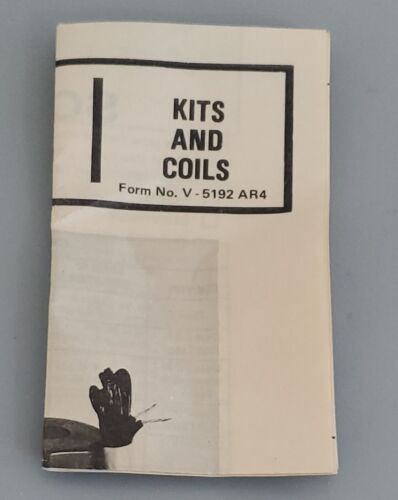 KITS
AND
COILS
Form No. V - 5192 AR4